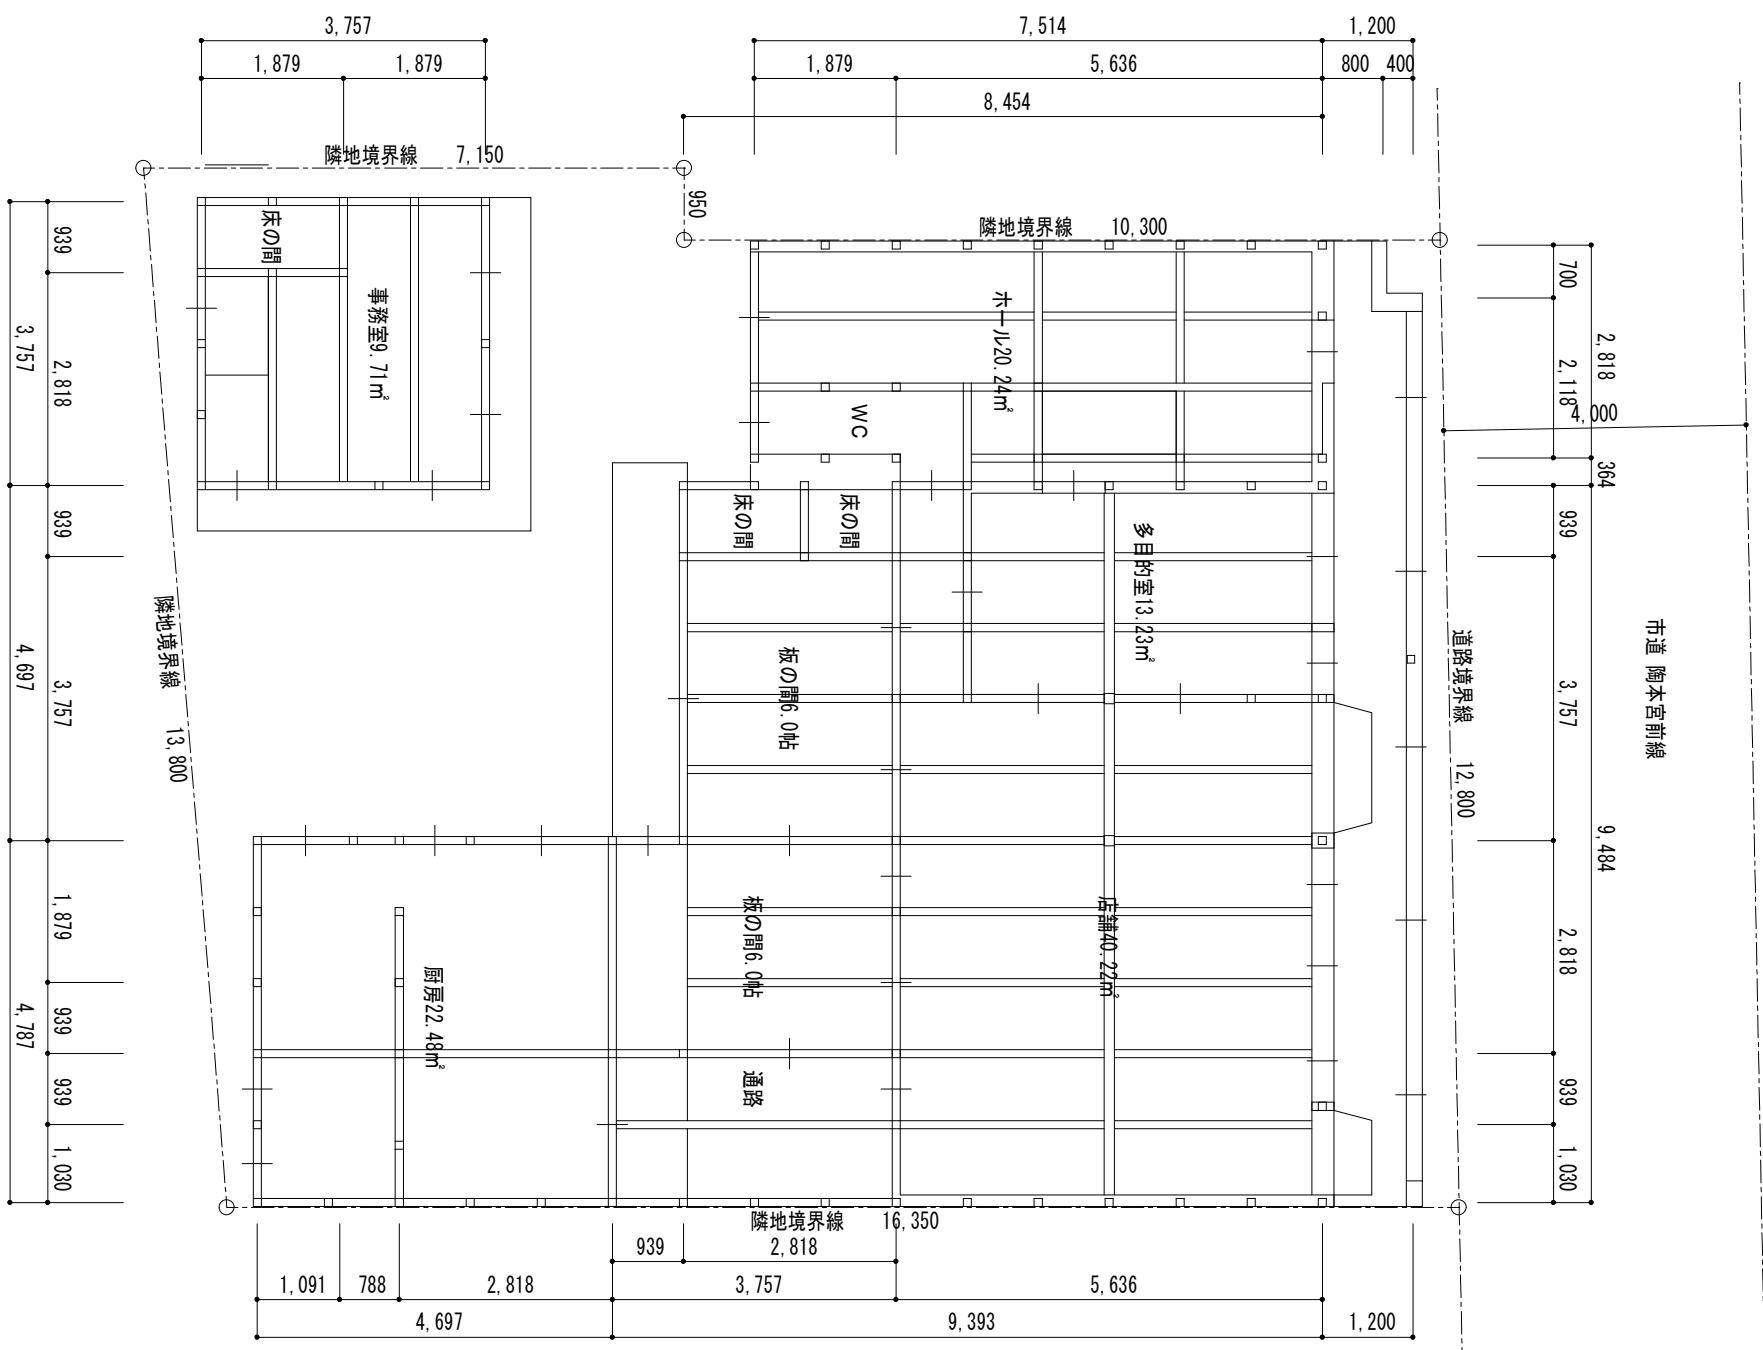 3,757
7,514
1,200
1,879
1,879
1,879
5,636
800
400
8,454
隣地境界線 7,150
950
隣地境界線 10,300
939
床の間
700
3,757
2,818
事務室9.71㎡
ホール20.24㎡
2,818
2,118
4,000
WC
364
939
床の間
床の間
多目的室13.23㎡
939
隣地境界線 13,800
4,697
3,757
板の間6.0帖
道路境界線 12,800
3,757
市道 陶本宮前線
9,484
1,879
板の間6.0帖
店舗40.22㎡
2,818
4,787
939
厨房22.48㎡
939
通路
939
1,030
1,030
隣地境界線 16,350
939
2,818
1,091
788
2,818
3,757
5,636
4,697
9,393
1,200